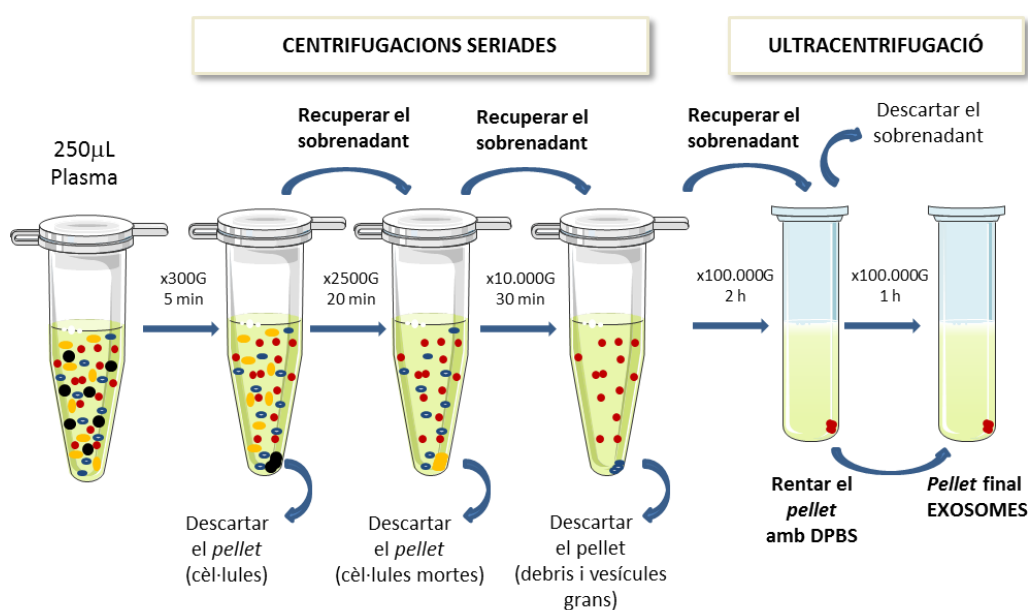 CENTRIFUGACIONS SERIADES
ULTRACENTRIFUGACIÓ
250µL
Plasma
Recuperar el
sobrenadant
Recuperar el
sobrenadant
Recuperar el
sobrenadant
Descartar el
sobrenadant
x300G
5 min
x2500G
20 min
x10.000G
30 min
x100.000G
2 h
x100.000G
1 h
Descartar
el pellet
(cèl·lules)
Descartar
el pellet
(cèl·lules mortes)
Descartar
el pellet
(debris i vesícules
grans)
Rentar el
pellet
amb DPBS
Pellet final
EXOSOMES